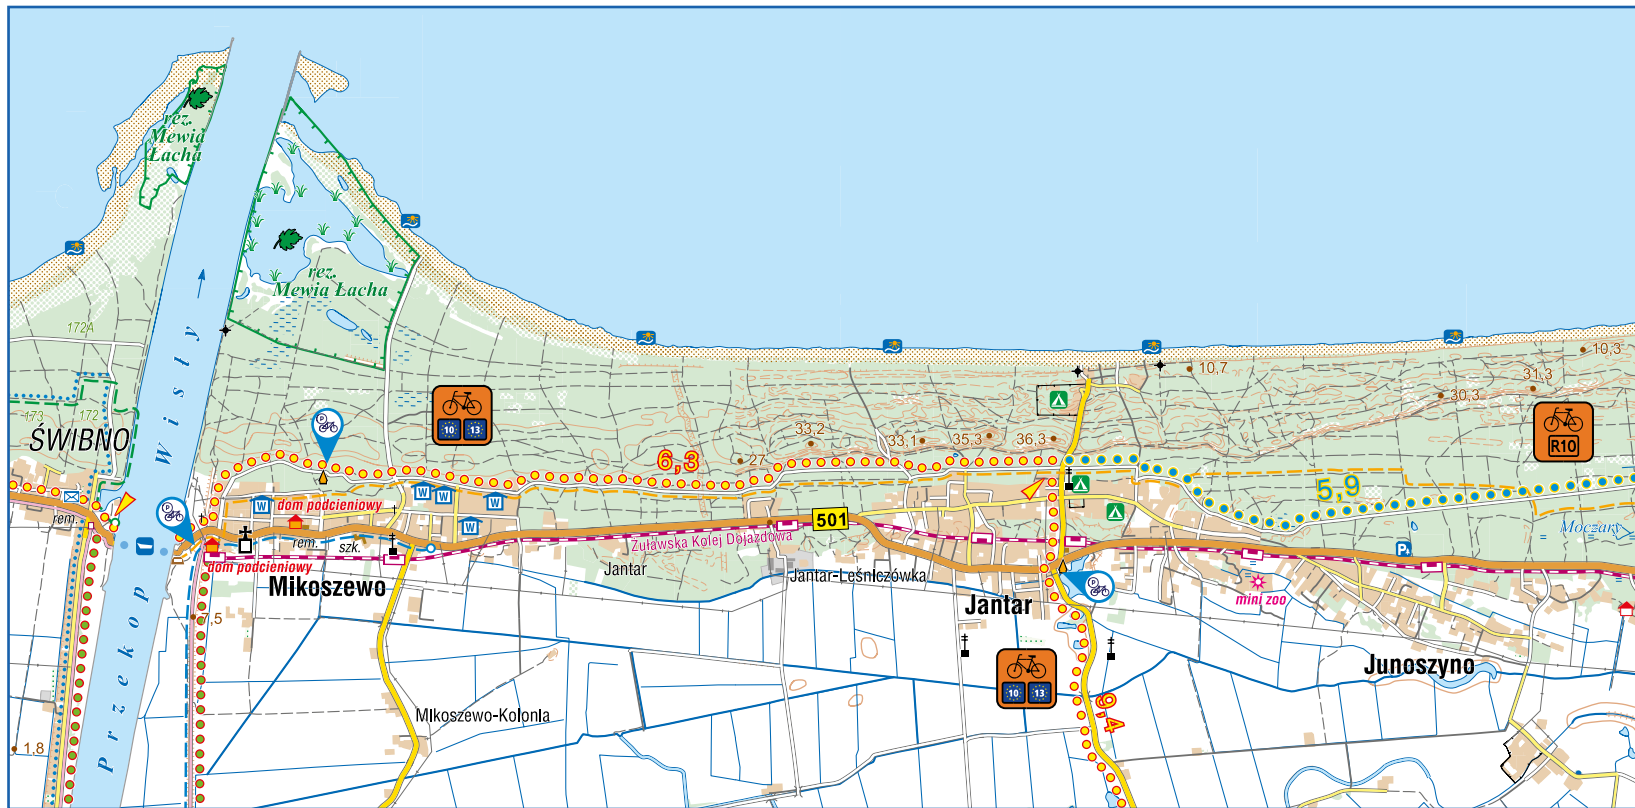 rez.
Mewia
Łacha
rez.
Mewia Łacha
172A
173
172
ŚWIBNO
rem.
Przekop Wisły
P
10 13
6,3
27
33,2
33,1
35,3
36,3
10,7
30,3
31,3
10,3
R10
5,9
P
W
W
W
W
W
dom podcieniowy
rem.
szk.
dom podcieniowy
Mikoszewo
7,5
501
Żuławska Kolej Dojazdowa
Jantar
Jantar-Leśniczówka
Jantar
P
P
Moczary
mini zoo
Junoszyno
10 13
9,4
Mikoszewo-Kolonia
1,8